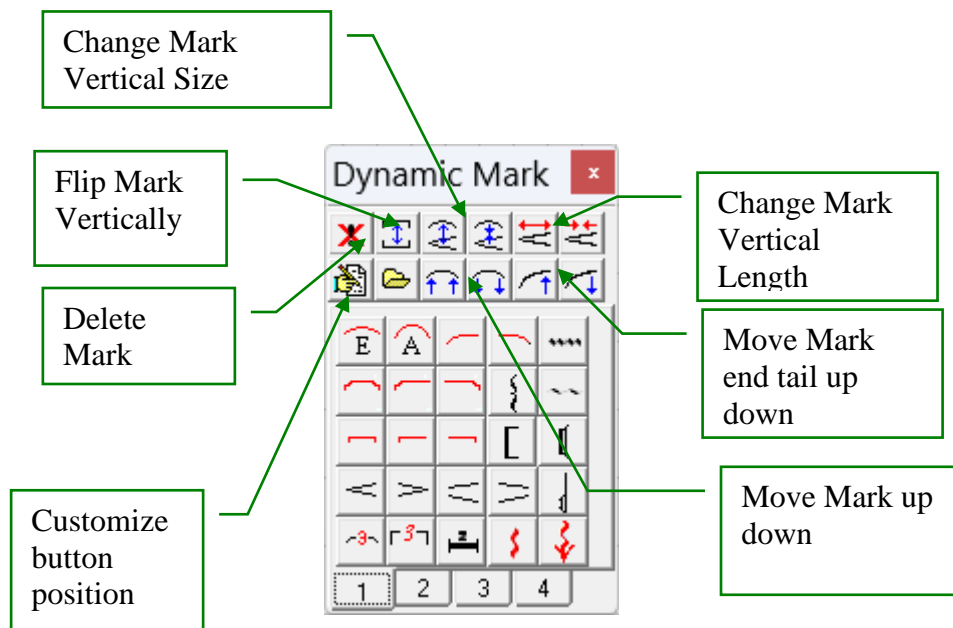 Change Mark
Vertical Size
Flip Mark
Vertically
Delete
Mark
Customize
button
position
Dynamic Mark
x
E
A
3
3
2
1
2
3
4
Change Mark
Vertical
Length
Move Mark
end tail up
down
Move Mark up
down